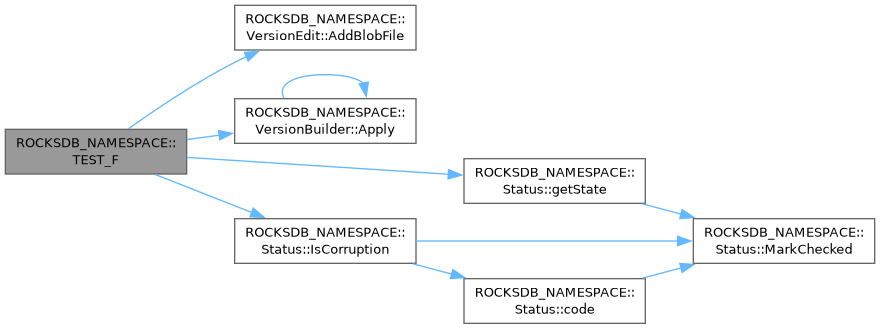 ROCKSDB_NAMESPACE::
TEST_F
ROCKSDB_NAMESPACE::
VersionEdit::AddBlobFile
ROCKSDB_NAMESPACE::
VersionBuilder::Apply
ROCKSDB_NAMESPACE::
Status::getState
ROCKSDB_NAMESPACE::
Status::IsCorruption
ROCKSDB_NAMESPACE::
Status::MarkChecked
ROCKSDB_NAMESPACE::
Status::code